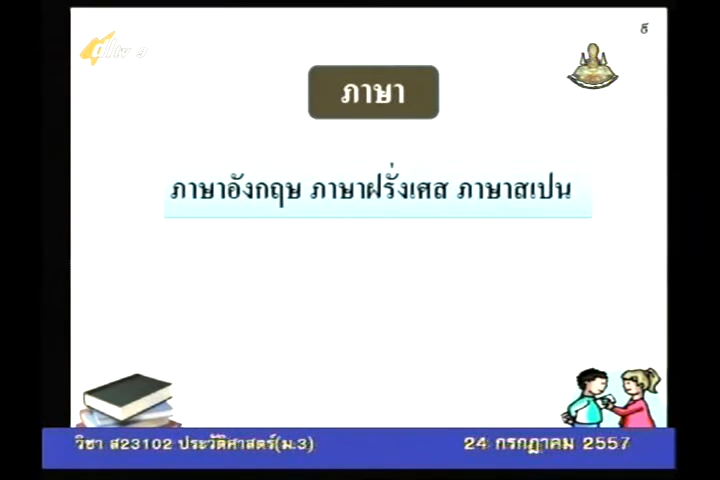 ๕
ภาษา
ภาษาอังกฤษ ภาษาฝรั่งเศส ภาษาสเปน
วิชา ส23102 ประวัติศาสตร์(ม.3)
24 กรกฎาคม 2557